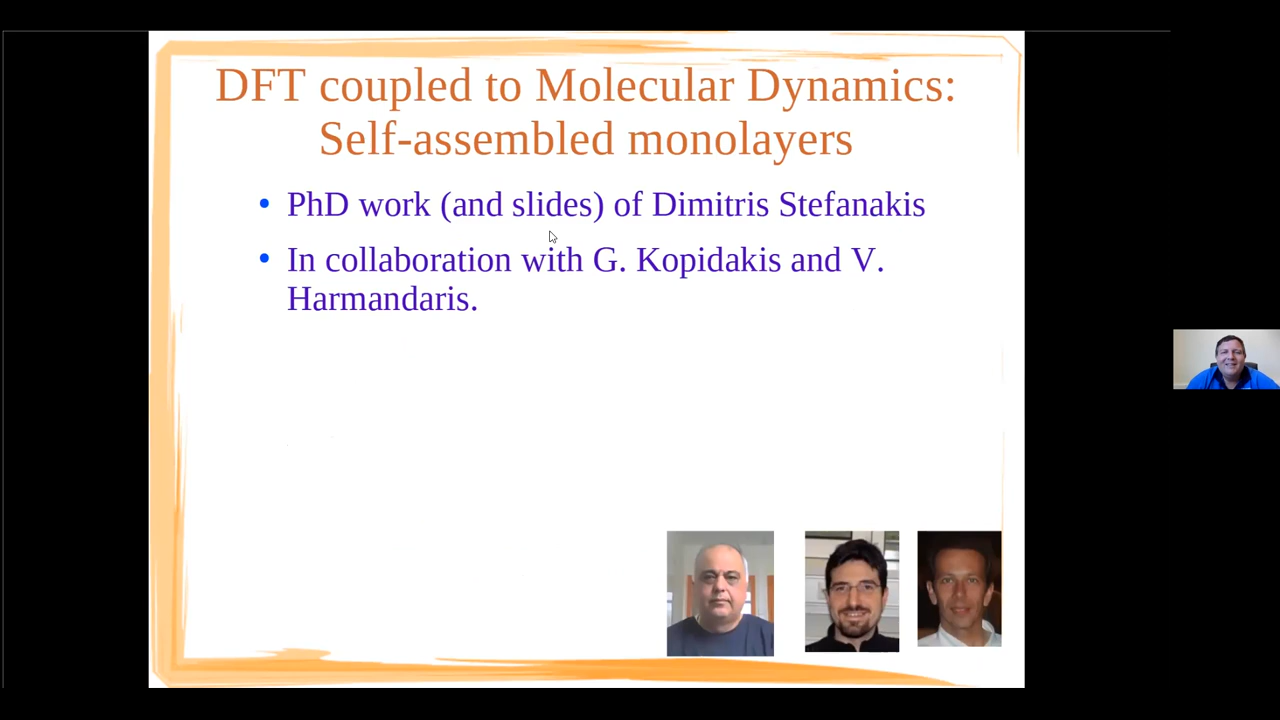 DFT coupled to Molecular Dynamics:
Self-assembled monolayers
• PhD work (and slides) of Dimitris Stefanakis
• In collaboration with G. Kopidakis and V.
Harmandaris.